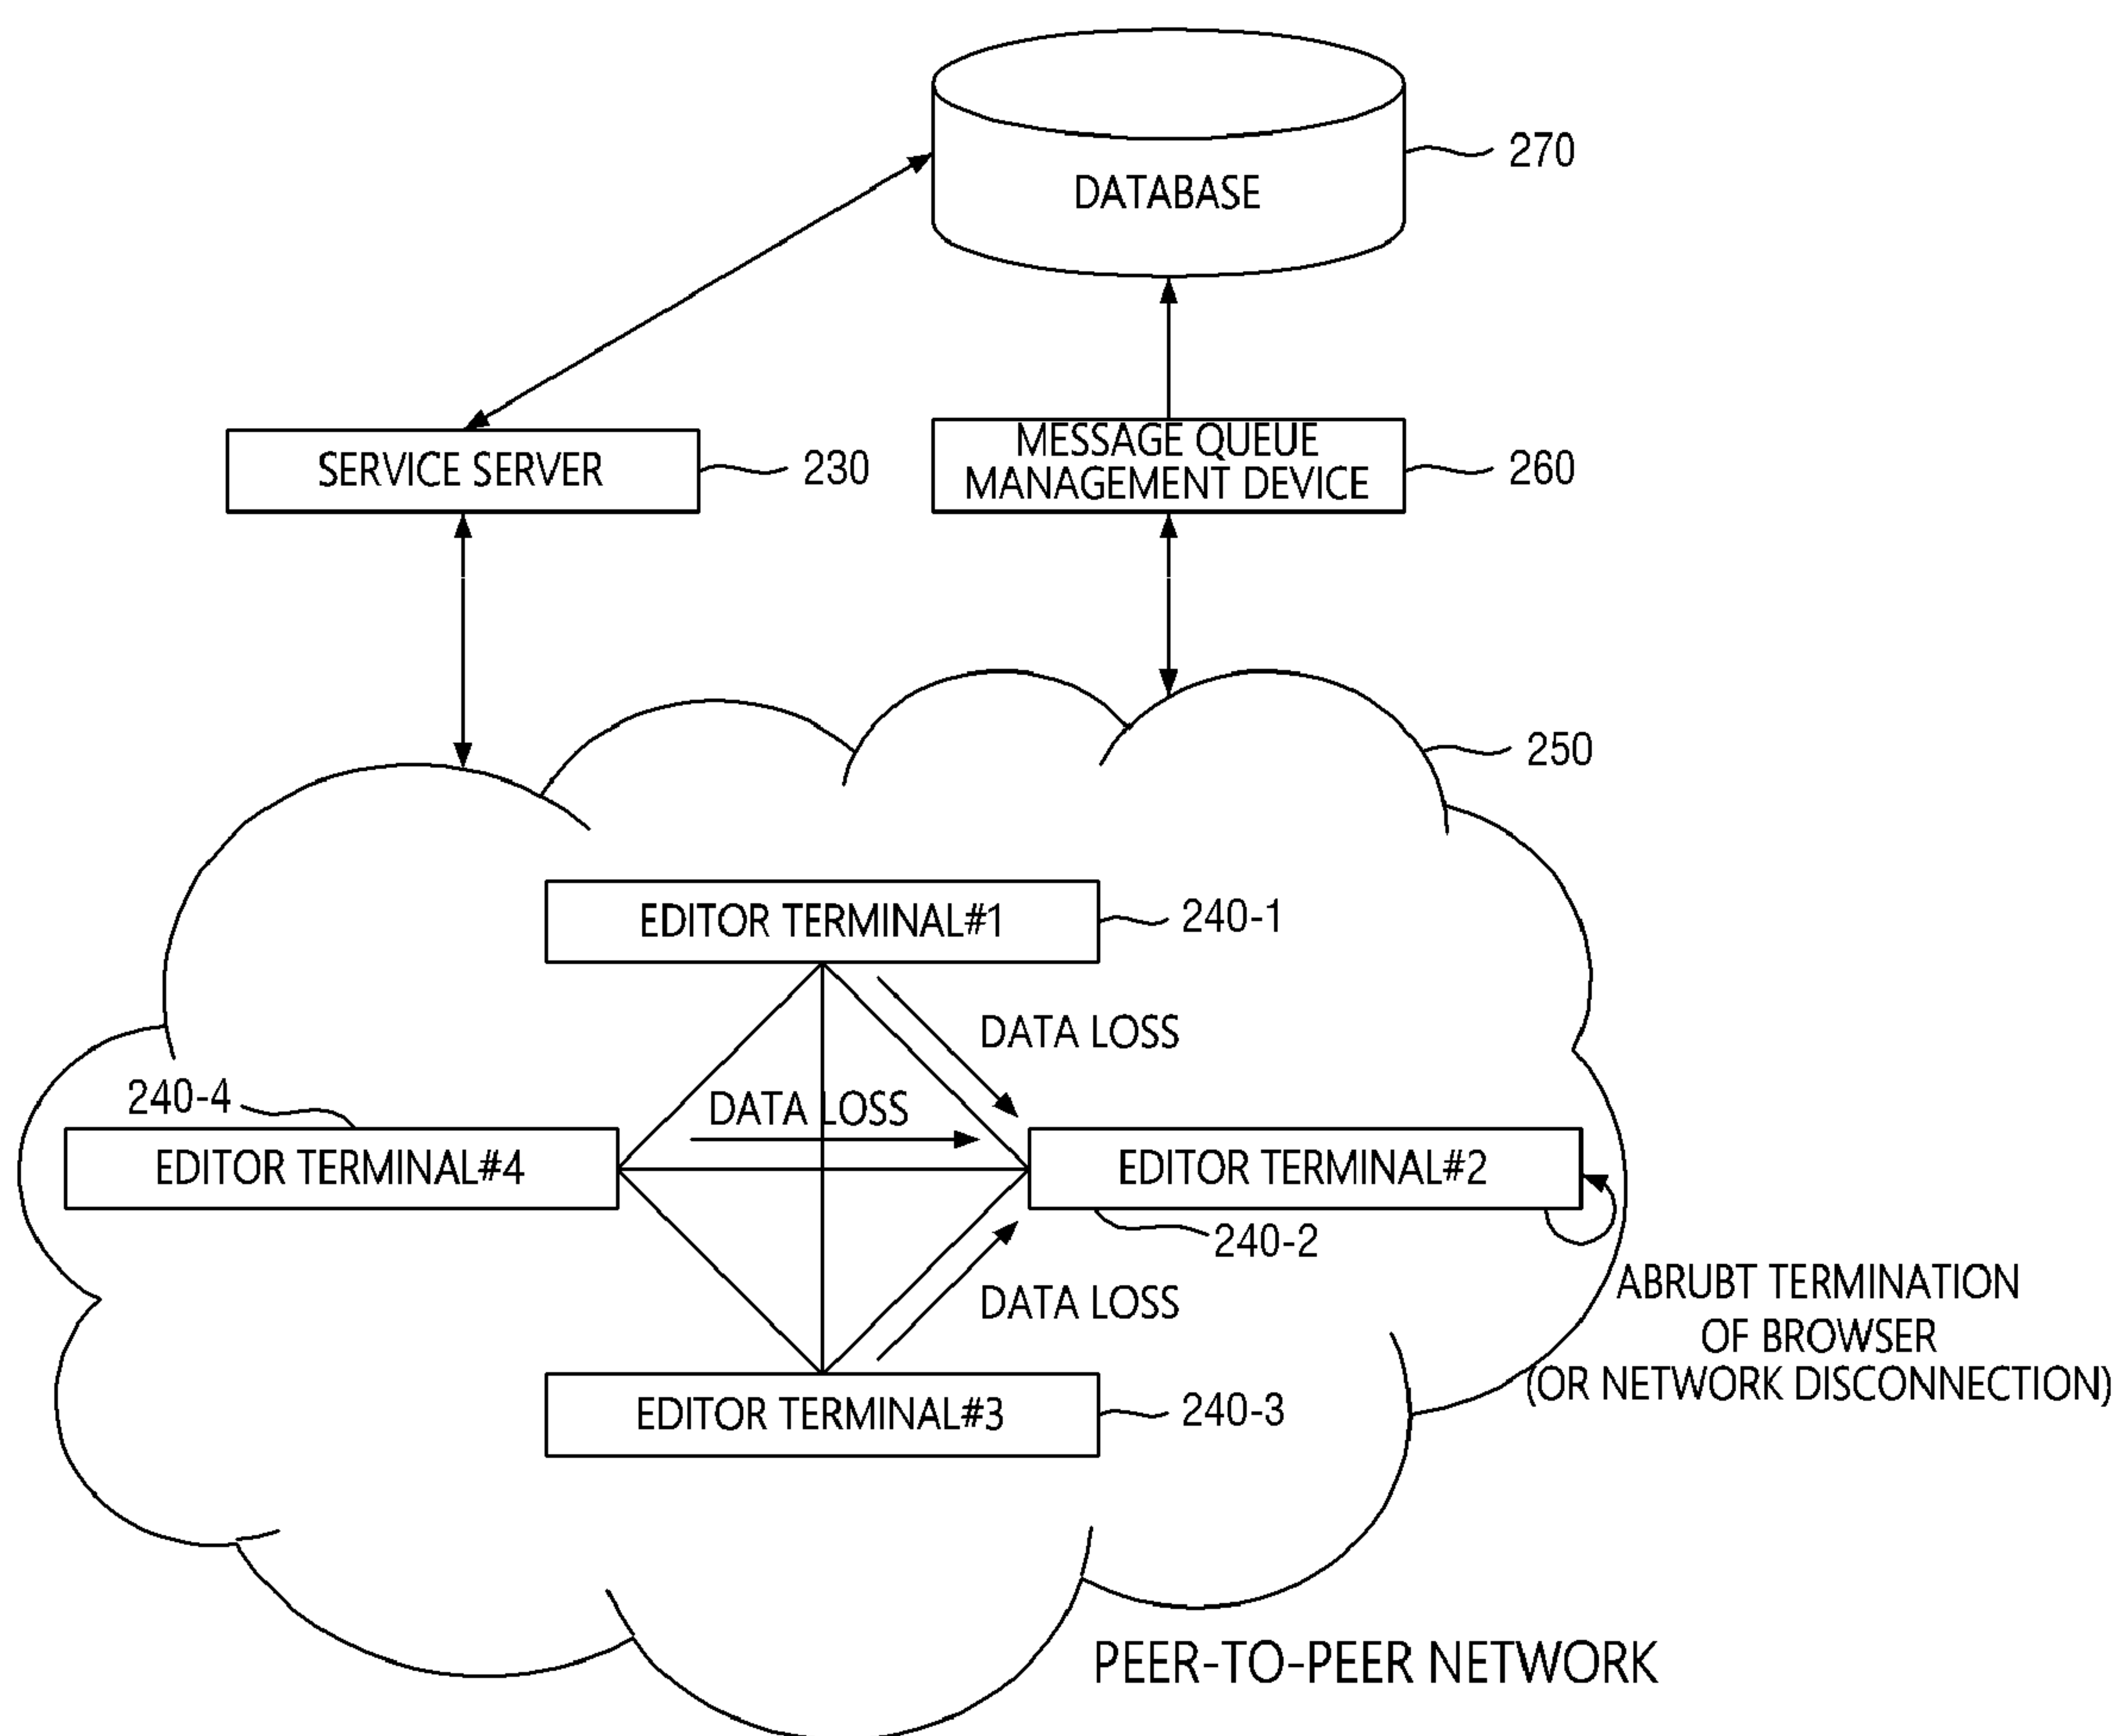 270
DATABASE
SERVICE SERVER
230
MESSAGE QUEUE
MANAGEMENT DEVICE
260
250
EDITOR TERMINAL#1
240-1
DATA LOSS
240-4
DATA LOSS
EDITOR TERMINAL#4
EDITOR TERMINAL#2
240-2
DATA LOSS
ABRUBT TERMINATION
OF BROWSER
(OR NETWORK DISCONNECTION)
EDITOR TERMINAL#3
240-3
PEER-TO-PEER NETWORK